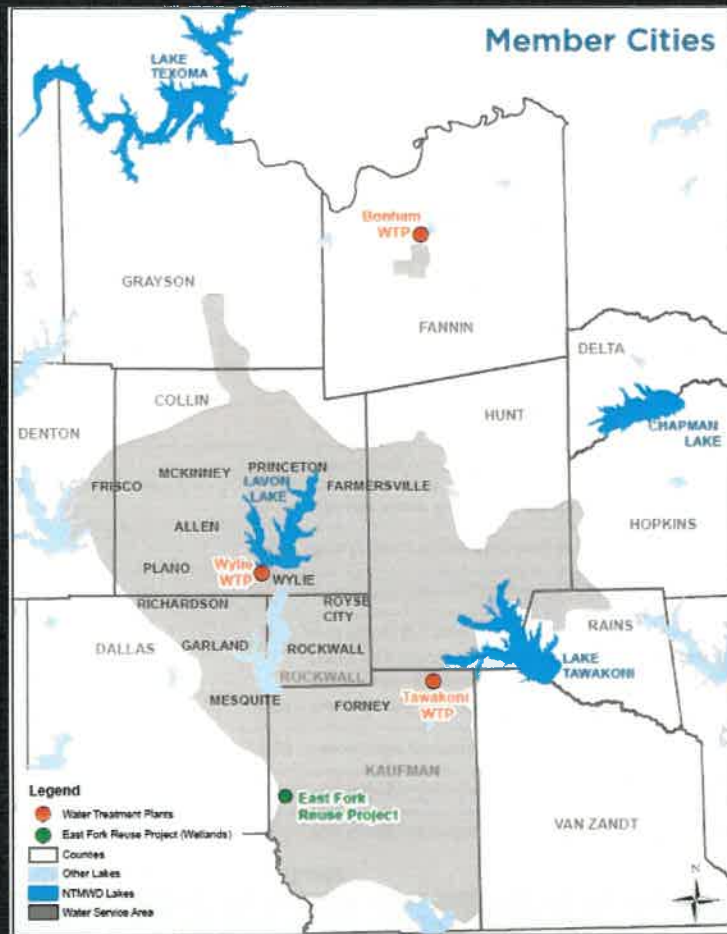 Member Cities
LAKE
TEXOMA
Bonham
WTP
GRAYSON
FANNIN
DELTA
COLLIN
HUNT
DENTON
CHAPMAN
LAKE
MCKINNEY
PRINCETON
FRISCO
LAVON
LAKE
FARMERSVILLE
ALLEN
HOPKINS
PLANO
Wylie
WTP
WYLIE
RICHARDSON
ROYSE
CITY
RAINS
DALLAS
GARLAND
ROCKWALL
LAKE
TAWAKONI
ROCKWALL
MESQUITE
FORNEY
Tawakoni
WTP
KAUFMAN
East Fork
Reuse Project
VAN ZANDT
Legend
Water Treatment Plants
East Fork Reuse Project (Wetlands)
Counties
Other Lakes
NTMWD Lakes
Water Service Area
N